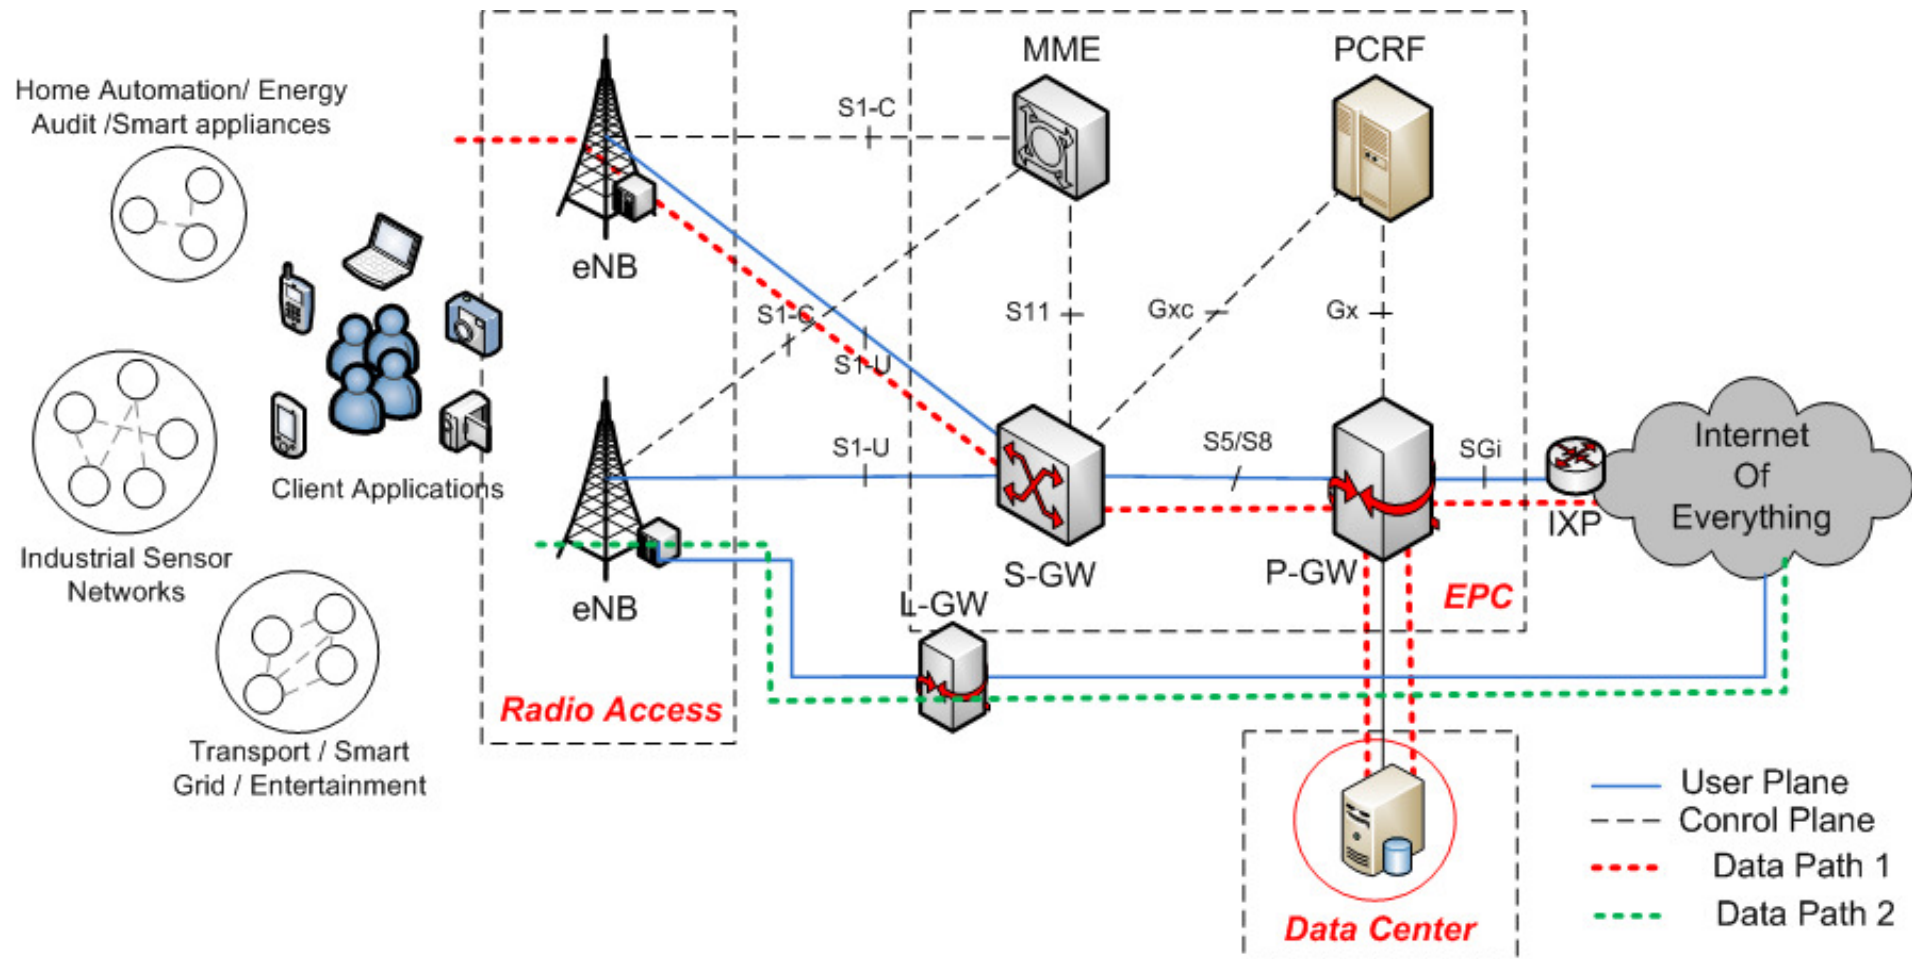 Home Automation/ Energy
Audit /Smart appliances
Industrial Sensor
Networks
Transport / Smart
Grid / Entertainment
Client Applications
eNB
eNB
Radio Access
S1-C
S1-C
S1-U
S1-U
MME
PCRF
S11
Gxc
Gx
S-GW
S5/S8
P-GW
SGi
EPC
L-GW
IXP
Internet
Of
Everything
Data Center
User Plane
Conrol Plane
Data Path 1
Data Path 2